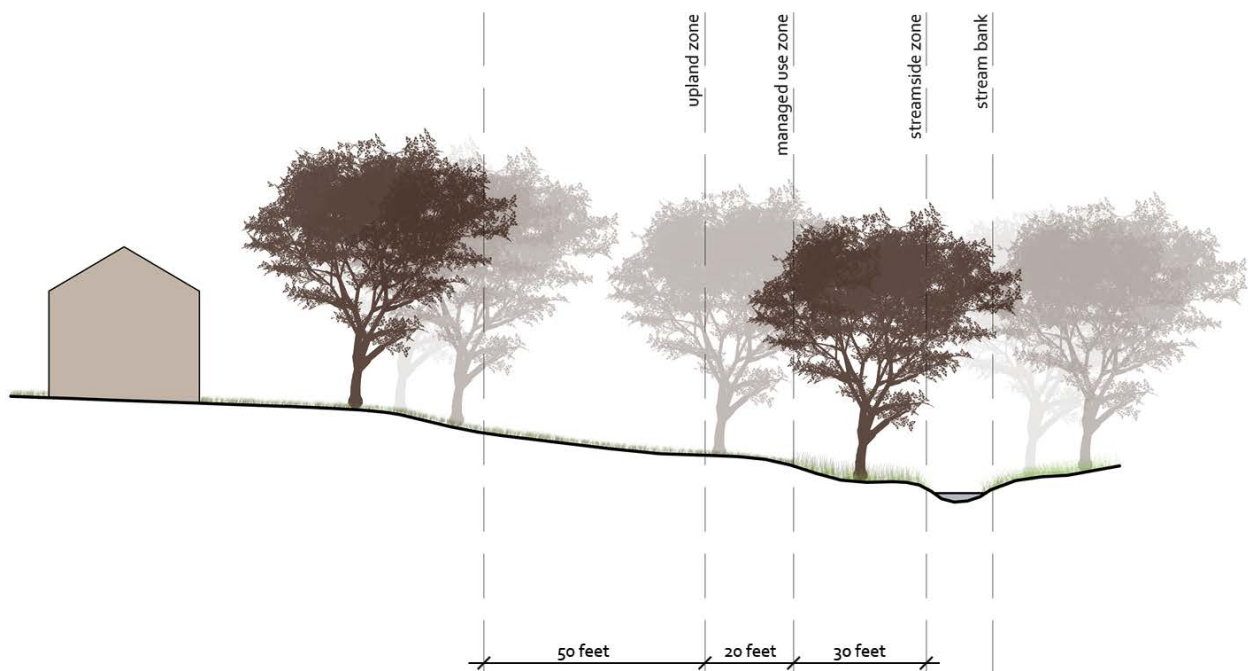 upland zone
managed use zone
streamside zone
stream bank
50 feet
20 feet
30 feet